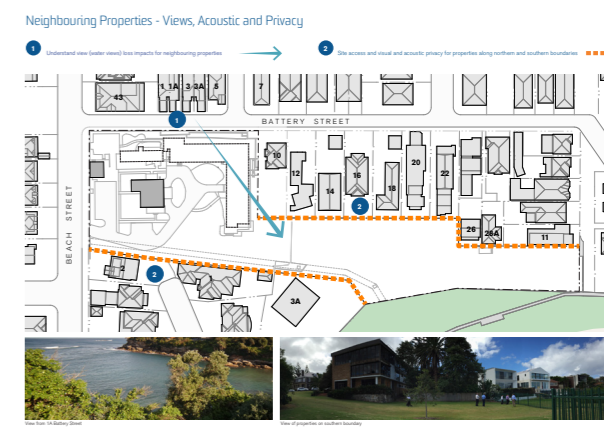 Neighbouring Properties - Views, Acoustic and Privacy
1 Understand view (water views) loss impacts for neighbouring properties
2 Site access and visual and acoustic privacy for properties along northern and southern boundaries
43
1 1A 3 3A 5
7
1
BATTERY STREET
BEACH STREET
10
12
14
16
18
20
22
2
26 26A
11
2
2
3A
View from 1A Battery Street
View of properties on southern boundary